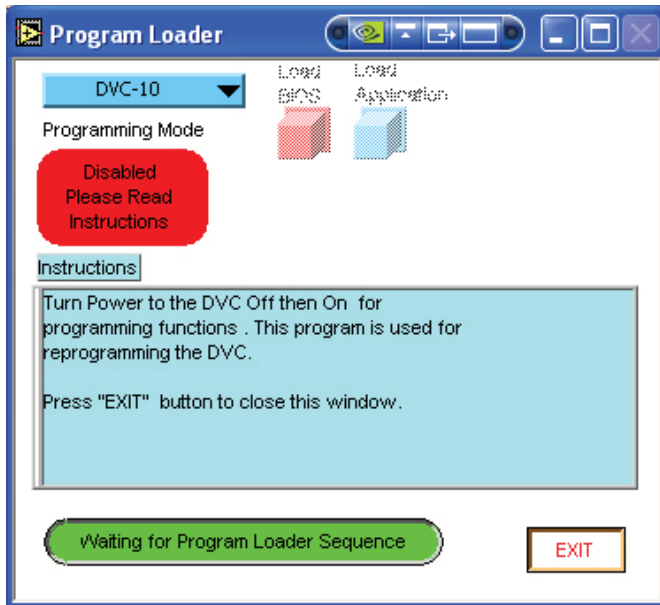 Program Loader
DVC-10
Load
BIOS
Load
Application
Programming Mode
Disabled
Please Read
Instructions
Instructions
Turn Power to the DVC Off then On for
programming functions . This program is used for
reprogramming the DVC.
Press "EXIT" button to close this window.
Waiting for Program Loader Sequence
EXIT